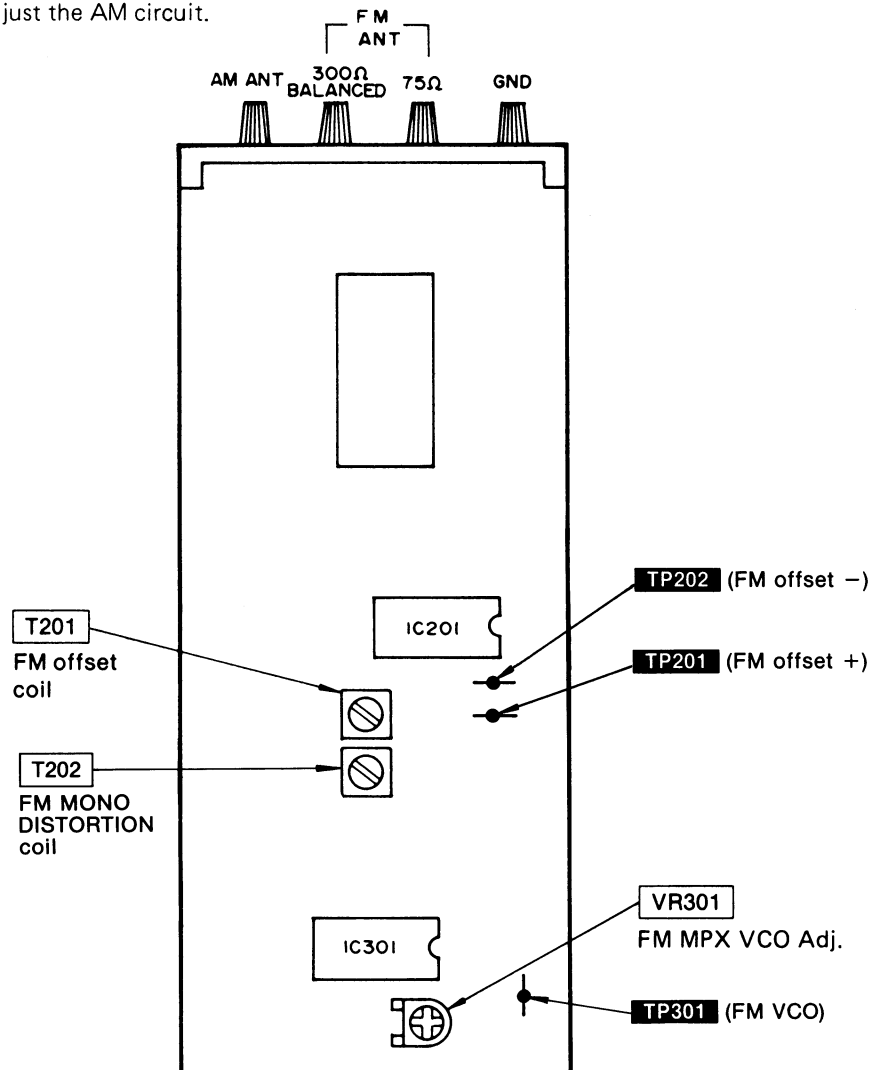 just the AM circuit.
FM
ANT
AM ANT
300Ω
BALANCED
75Ω
GND
TP202 (FM offset −)
IC201
T201
FM offset
coil
TP201 (FM offset +)
T202
FM MONO
DISTORTION
coil
VR301
FM MPX VCO Adj.
IC301
TP301 (FM VCO)